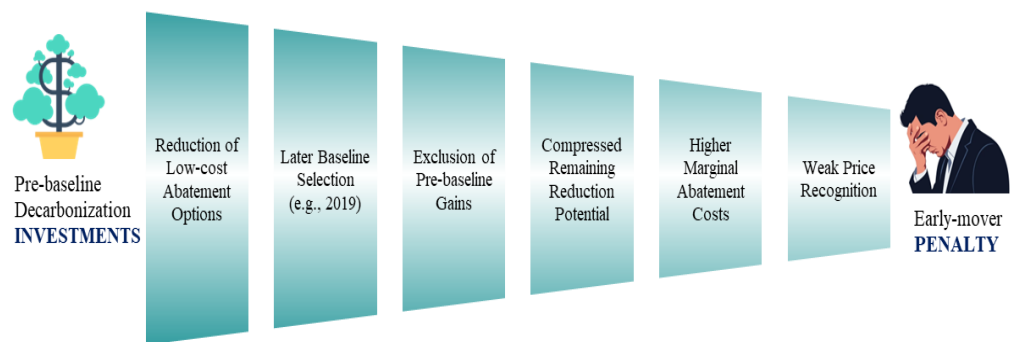 Pre-baseline
Decarbonization
INVESTMENTS
Reduction of
Low-cost
Abatement
Options
Later Baseline
Selection
(e.g., 2019)
Exclusion of
Pre-baseline
Gains
Compressed
Remaining
Reduction
Potential
Higher
Marginal
Abatement
Costs
Weak Price
Recognition
Early-mover
PENALTY